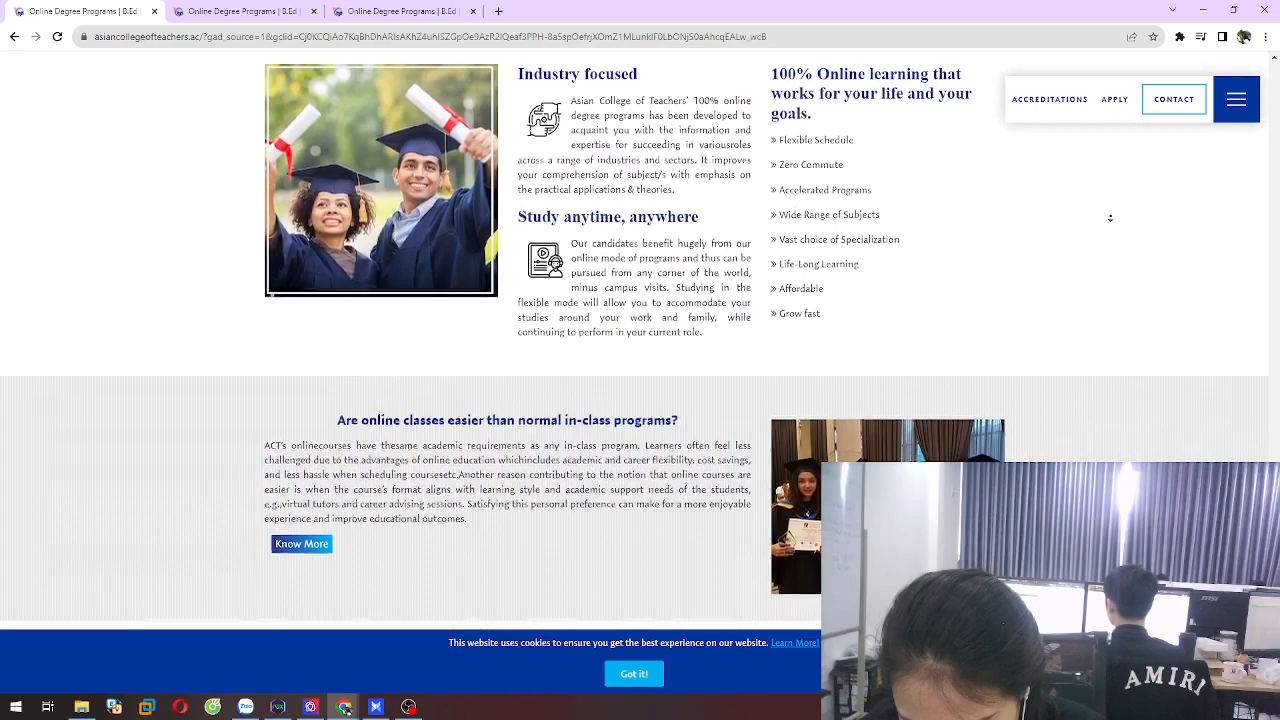 Online Degree Programs | B.Ed
Online Degree Programs | B.Ed
Online Degree Programs | B.Ed
asiancollegeofteachers.ac/?gad_source=1&gclid=
ACCREDITATIONS
APPLY
CONTACT
Industry focused
Asian College of Teachers' 100% online
degree programs has been developed to
acquaint you with the information and
expertise for succeeding in variousroles
across a range of industries and sectors. It improves
your comprehension of subject/s with emphasis on
the practical applications & theories.
Study anytime, anywhere
Our candidates benefit hugely from our
online mode of programs and thus can be
pursued from any corner of the world,
minus campus visits. Studying in the
flexible mode will allow you to accommodate your
studies around your work and family, while
continuing to perform in your current role.
100% Online learning that
works for your life and your
goals.
» Flexible Schedule
» Zero Commute
» Accelerated Programs
» Wide Range of Subjects
» Vast choice of Specialization
» Life-Long Learning
» Affordable
» Grow fast
Are online classes easier than normal in-class programs?
ACT's onlinecourses have thesame academic requirements as any in-class program. Learners often feel less
challenged due to the advantages of online education whichincludes academic and career flexibility, cost savings,
and less hassle when scheduling coursesetc.Another reason contributing to the notion that online courses are
easier is when the course's format aligns with learning style and academic support needs of the students,
e.g.,virtual tutors and career advising sessions. Satisfying this personal preference can make for a more enjoyable
experience and improve educational outcomes.
Know More
This website uses cookies to ensure you get the best experience on our website. Learn More!
Got it!
Zalo
msi
AMIRI